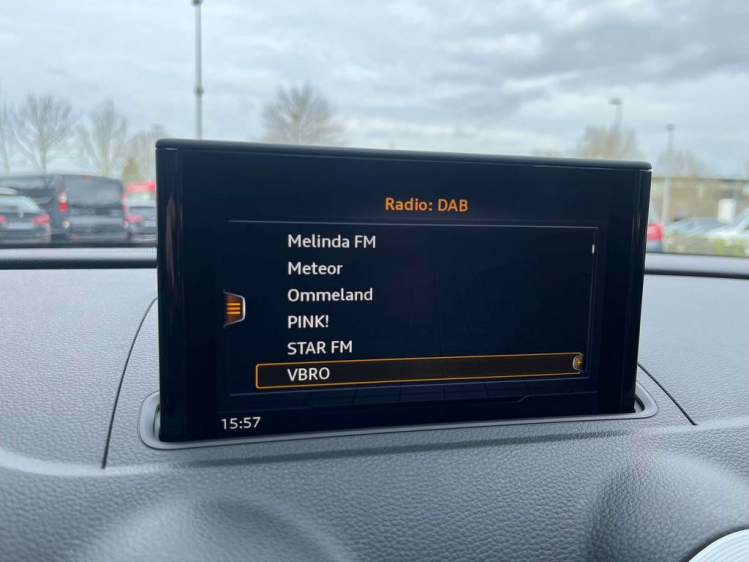 Radio: DAB
Melinda FM
Meteor
Ommeland
PINK!
STAR FM
VBRO
15:57